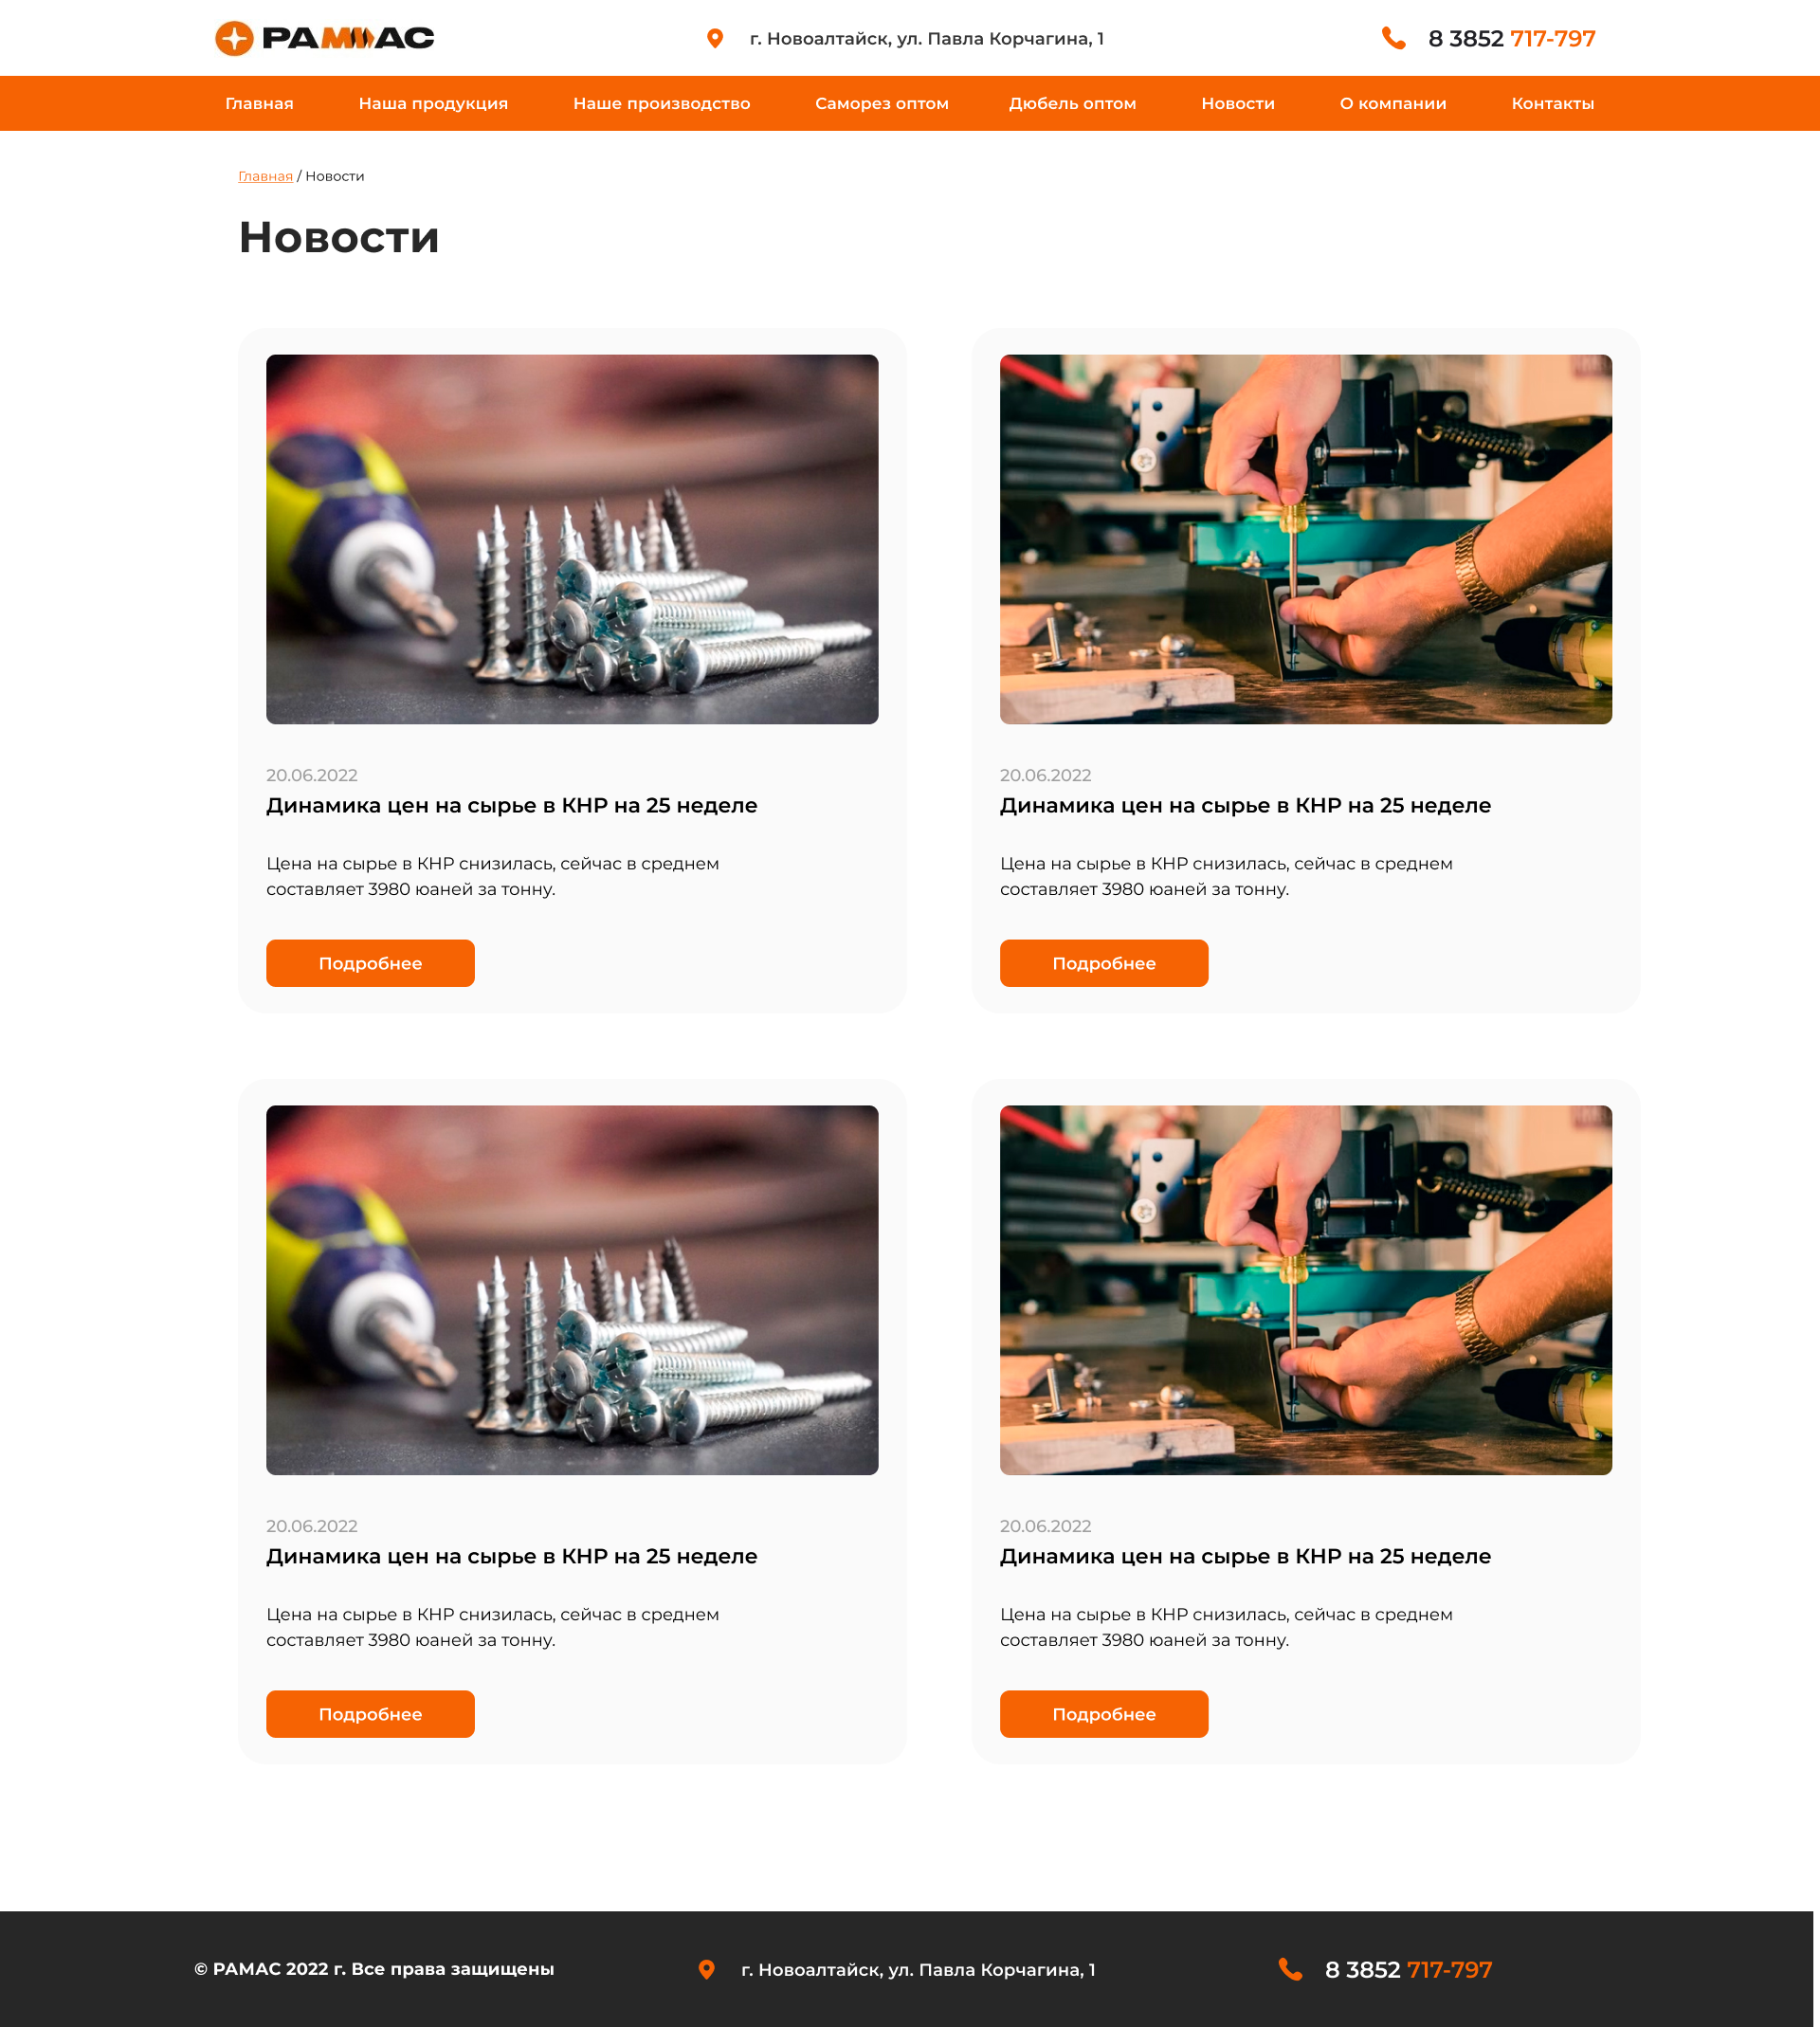 РАМАС
г. Новоалтайск, ул. Павла Корчагина, 1
8 3852 717-797
Главная Наша продукция Наше производство Саморез оптом Дюбель оптом Новости О компании Контакты
Главная / Новости
Новости
20.06.2022
Динамика цен на сырье в КНР на 25 неделе
Цена на сырье в КНР снизилась, сейчас в среднем
составляет 3980 юаней за тонну.
Подробнее
20.06.2022
Динамика цен на сырье в КНР на 25 неделе
Цена на сырье в КНР снизилась, сейчас в среднем
составляет 3980 юаней за тонну.
Подробнее
20.06.2022
Динамика цен на сырье в КНР на 25 неделе
Цена на сырье в КНР снизилась, сейчас в среднем
составляет 3980 юаней за тонну.
Подробнее
20.06.2022
Динамика цен на сырье в КНР на 25 неделе
Цена на сырье в КНР снизилась, сейчас в среднем
составляет 3980 юаней за тонну.
Подробнее
© РАМАС 2022 г. Все права защищены
г. Новоалтайск, ул. Павла Корчагина, 1
8 3852 717-797